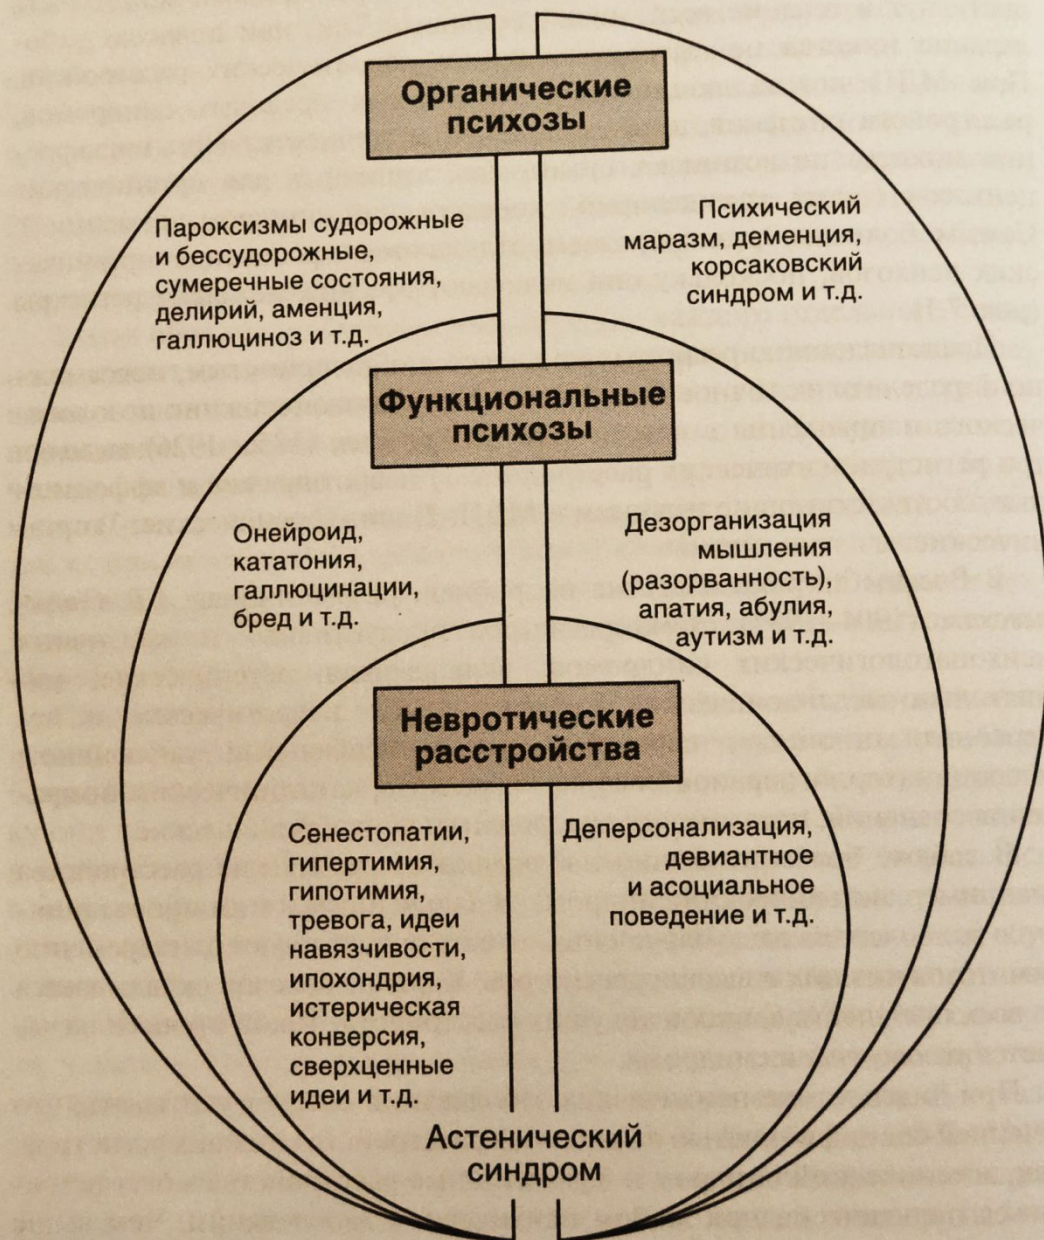 Органические
психозы
Пароксизмы судорожные
и бессудорожные,
сумеречные состояния,
делирий, аменция,
галлюциноз и т.д.
Психический
маразм, деменция,
корсаковский
синдром и т.д.
Функциональные
психозы
Онейроид,
кататония,
галлюцинации,
бред и т.д.
Дезорганизация
мышления
(разорванность),
апатия, абулия,
аутизм и т.д.
Невротические
расстройства
Сенестопатии,
гипертимия,
гипотимия,
тревога, идеи
навязчивости,
ипохондрия,
истерическая
конверсия,
сверхценные
идеи и т.д.
Деперсонализация,
девиантное
и асоциальное
поведение и т.д.
Астенический
синдром